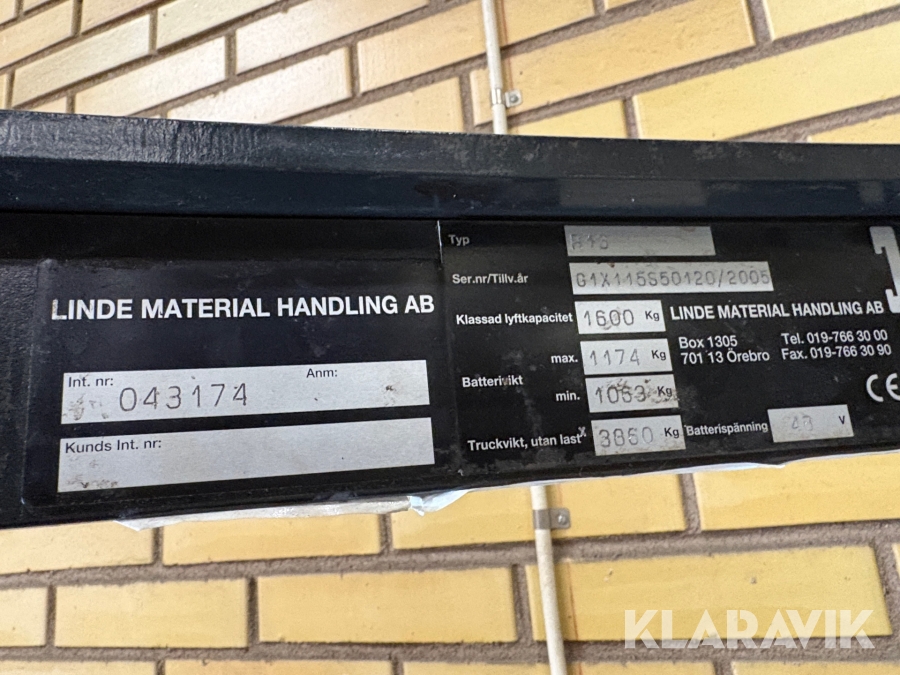 LINDE MATERIAL HANDLING AB
Int. nr: 043174 Anm:
Kunds Int. nr:
Typ
Ser.nr/Tillv.år G1X115S50120/2005
Klassad lyftkapacitet 1600 Kg
Batterivikt
max. 1174 Kg
min. 1063 Kg
Truckvikt, utan last 3850 Kg Batterispänning V
LINDE MATERIAL HANDLING AB
Box 1305 Tel. 019-766 30 00
701 13 Örebro Fax. 019-766 30 90
CE
KLARAVIK